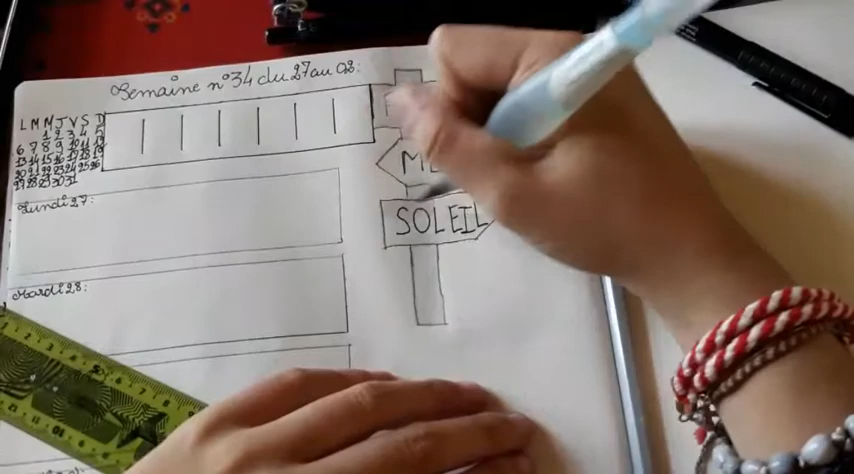 Semaine n°34 du 27 au 02
L M M J V S D
1 2 3 4 5
6 7 8 9 10 11 12
13 14 15 16 17 18 19
20 21 22 23 24 25 26
27 28 29 30 31
Lundi 27:
Mardi 28:
SOLEIL